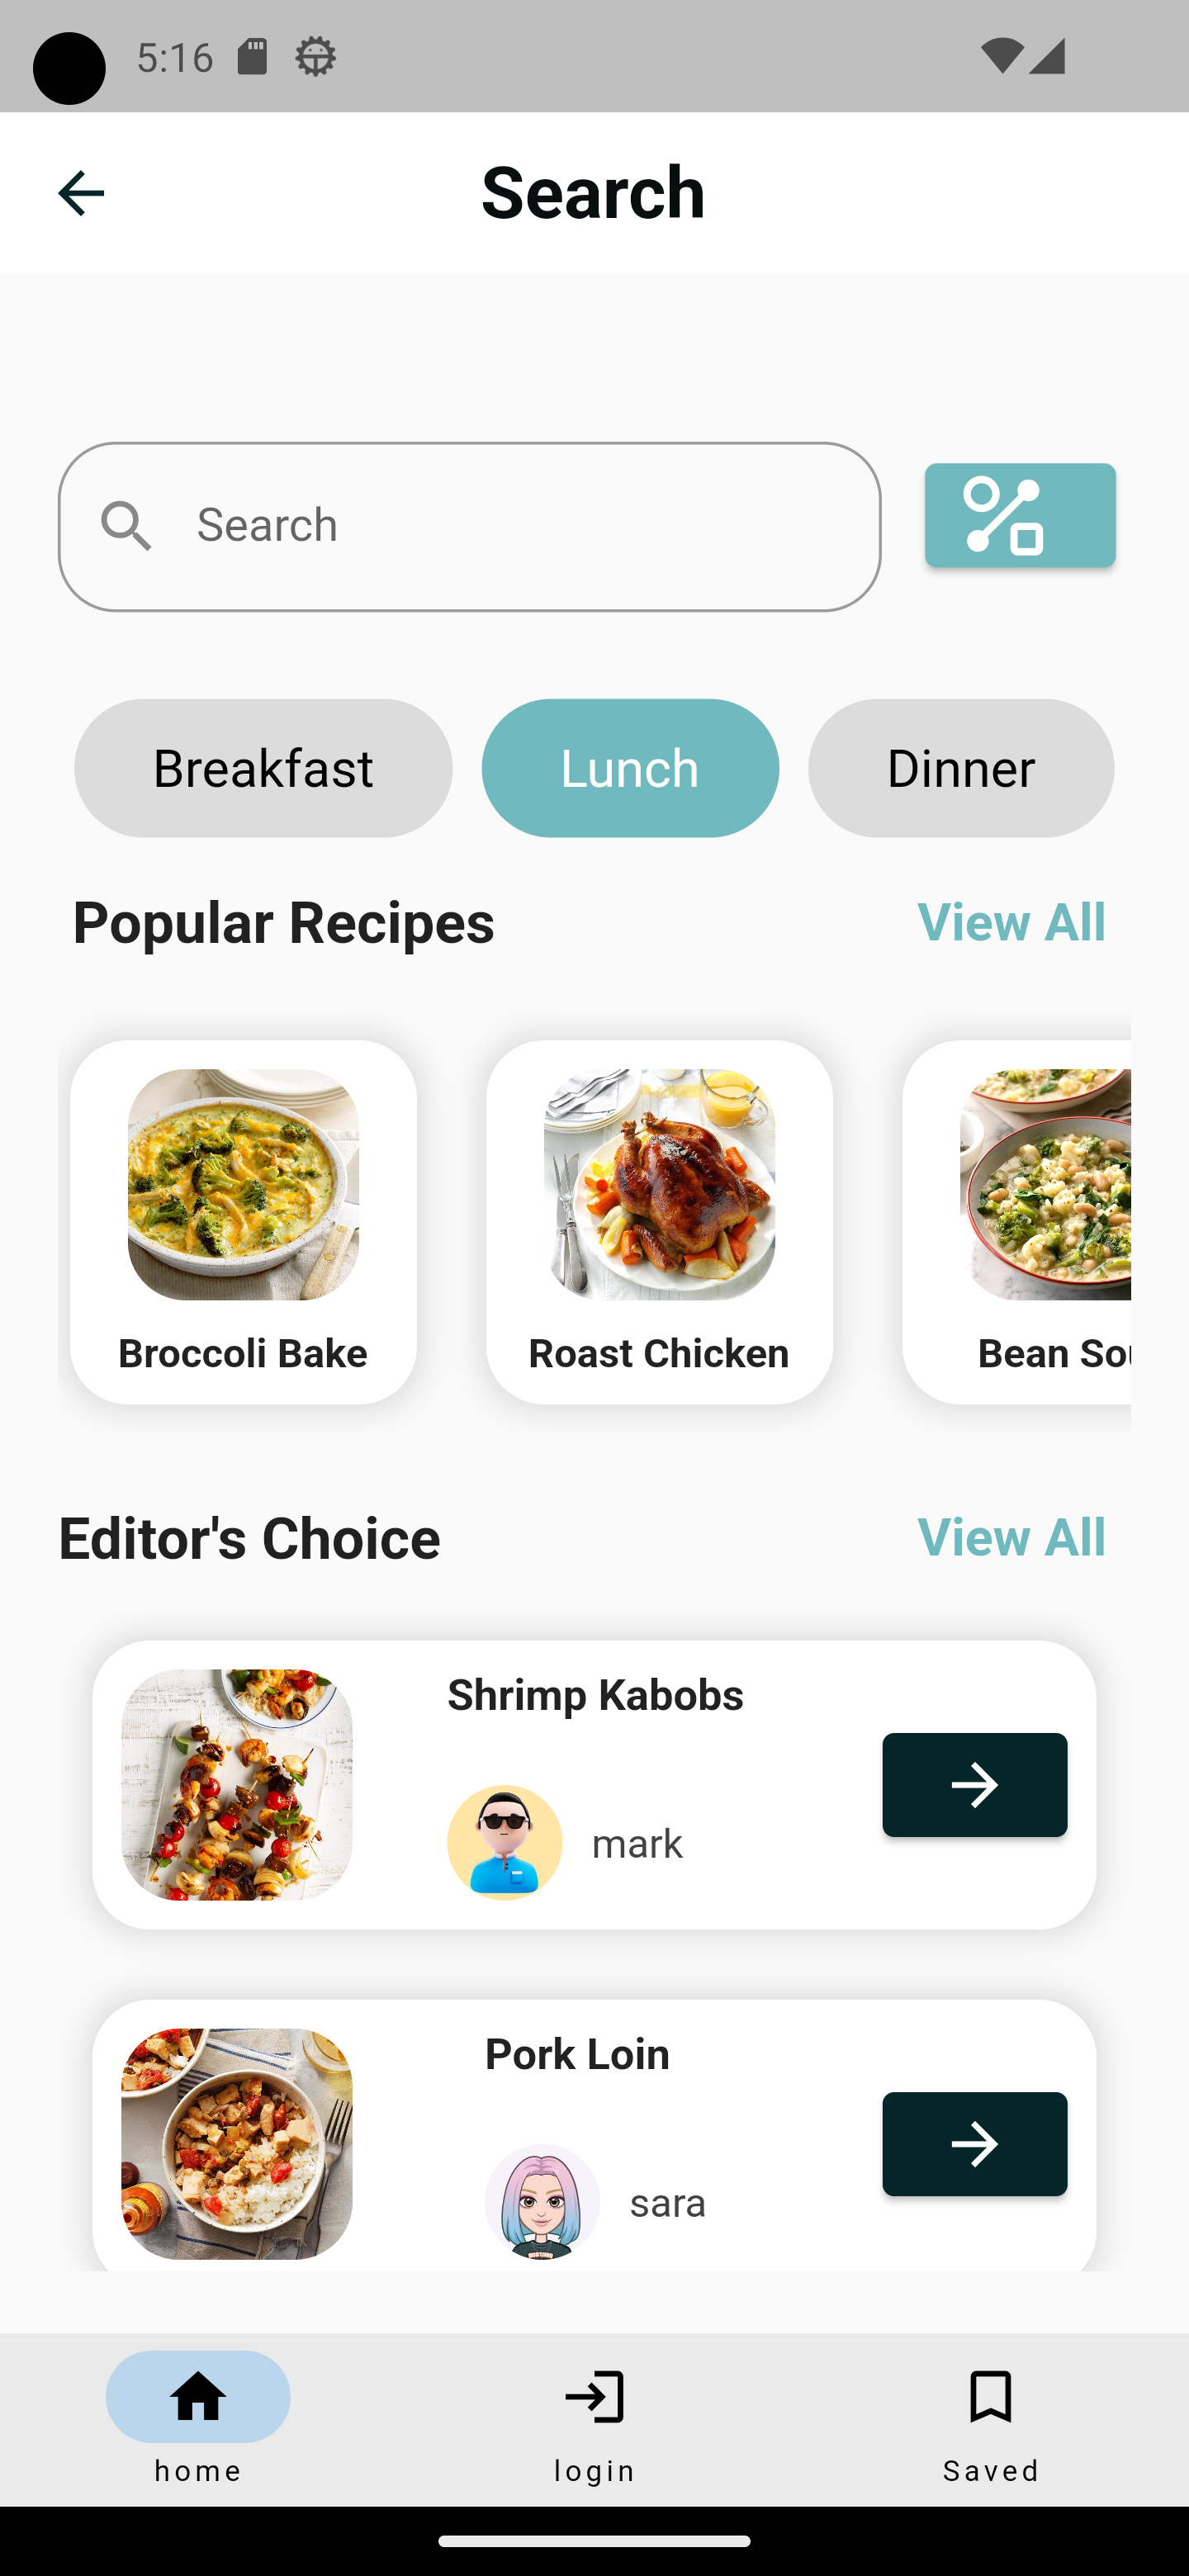 5:16
Search
Search
Breakfast
Lunch
Dinner
Popular Recipes
View All
Broccoli Bake
Roast Chicken
Bean Sou
Editor's Choice
View All
Shrimp Kabobs
mark
Pork Loin
sara
home
login
Saved